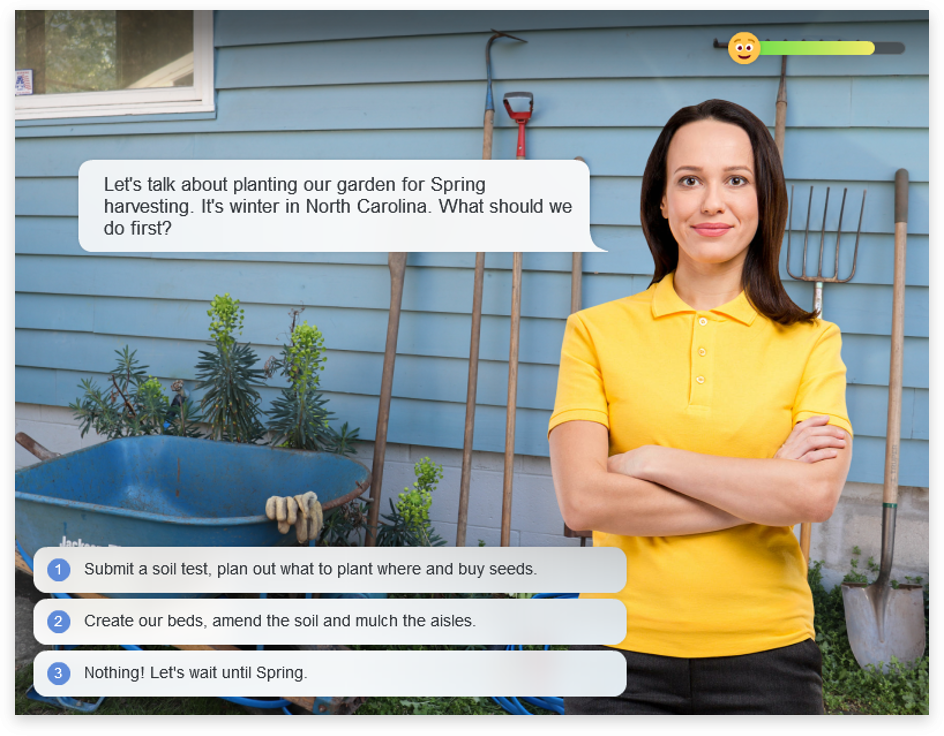 Let's talk about planting our garden for Spring
harvesting. It's winter in North Carolina. What should we
do first?
1 Submit a soil test, plan out what to plant where and buy seeds.
2 Create our beds, amend the soil and mulch the aisles.
3 Nothing! Let's wait until Spring.